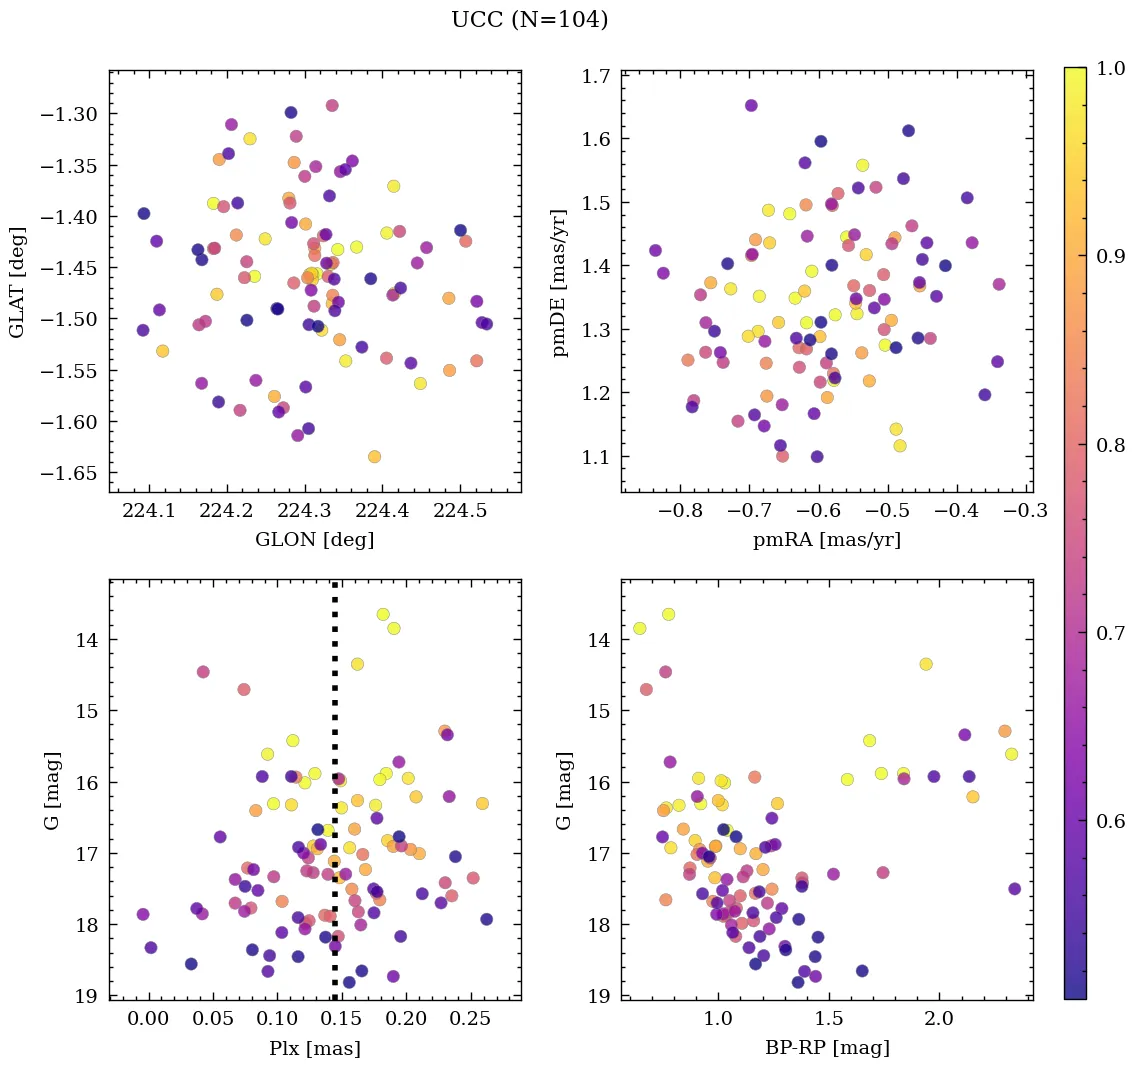 UCC (N=104)
−1.30
−1.35
−1.40
−1.45
−1.50
−1.55
−1.60
−1.65
GLAT [deg]
224.1 224.2 224.3 224.4 224.5
GLON [deg]
1.7
1.6
1.5
1.4
1.3
1.2
1.1
pmDE [mas/yr]
−0.8 −0.7 −0.6 −0.5 −0.4 −0.3
pmRA [mas/yr]
14
15
16
17
18
19
G [mag]
0.00 0.05 0.10 0.15 0.20 0.25
Plx [mas]
14
15
16
17
18
19
G [mag]
1.0 1.5 2.0
BP-RP [mag]
1.0
0.9
0.8
0.7
0.6